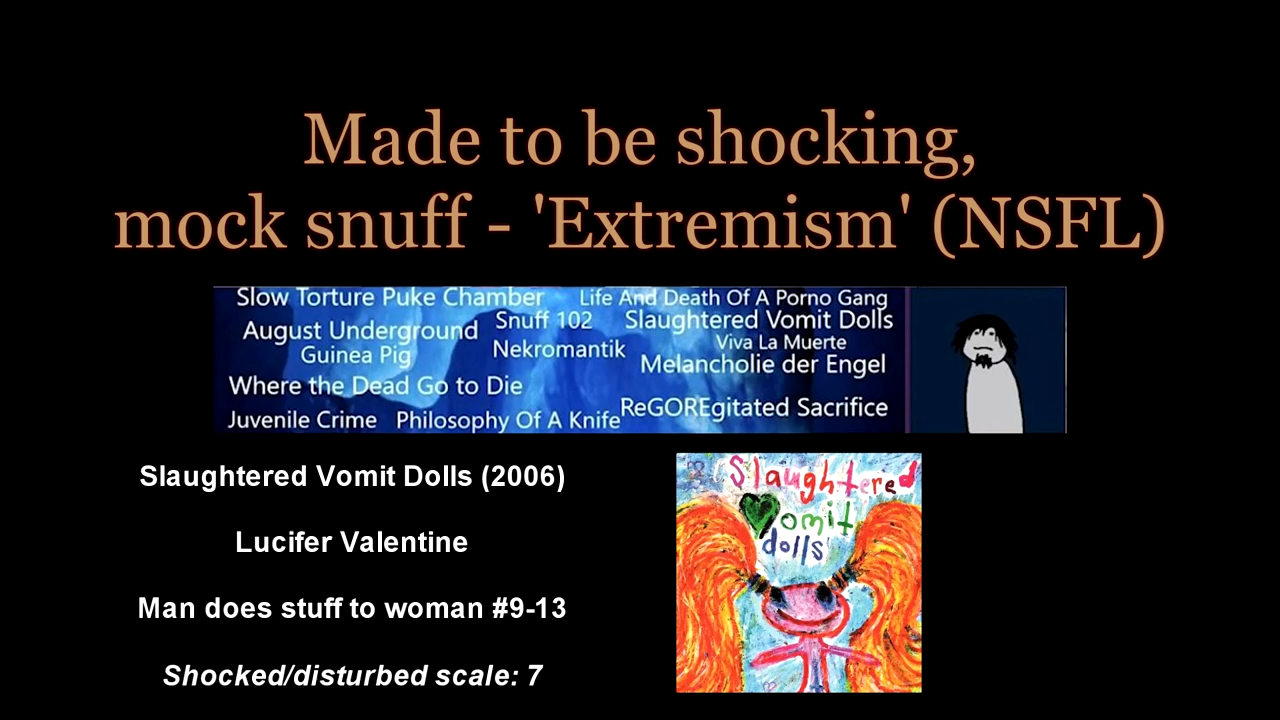 Made to be shocking,
mock snuff - 'Extremism' (NSFL)
Slow Torture Puke Chamber
Life And Death Of A Porno Gang
August Underground
Snuff 102
Slaughtered Vomit Dolls
Guinea Pig
Nekromantik
Viva La Muerte
Melancholie der Engel
Where the Dead Go to Die
ReGOREgitated Sacrifice
Juvenile Crime
Philosophy Of A Knife
Slaughtered Vomit Dolls (2006)
Lucifer Valentine
Man does stuff to woman #9-13
Shocked/disturbed scale: 7
Slaughtered
vomit
dolls